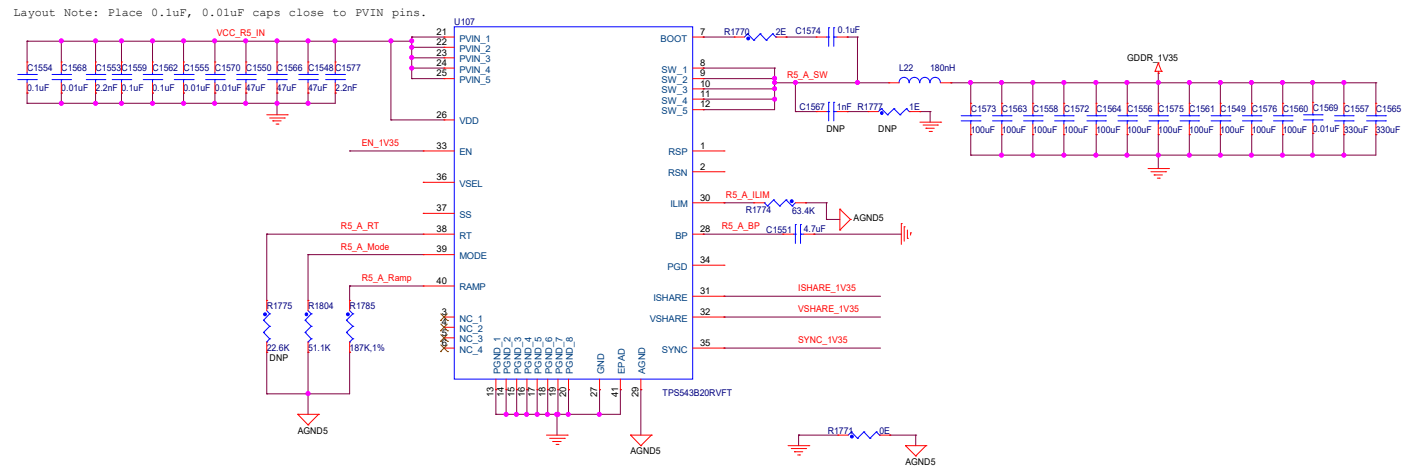 Layout Note: Place 0.1uF, 0.01uF caps close to PVIN pins.
U107
VCC_R5_IN
21 PVIN_1
22 PVIN_2
23 PVIN_3
24 PVIN_4
25 PVIN_5
C1554 C1568 C1553 C1559 C1562 C1555 C1570 C1550 C1566 C1548 C1577
0.1uF 0.01uF 2.2nF 0.1uF 0.1uF 0.01uF 0.01uF 47uF 47uF 47uF 2.2nF
26 VDD
EN_1V35 33 EN
36 VSEL
37 SS
R5_A_RT 38 RT
R5_A_Mode 39 MODE
R5_A_Ramp 40 RAMP
R1775 R1804 R1785
22.6K 51.1K 187K,1%
DNP
AGND5
3 NC_1
4 NC_2
5 NC_3
6 NC_4
PGND_1 PGND_2 PGND_3 PGND_4 PGND_5 PGND_6 PGND_7 PGND_8 GND EPAD AGND
13 14 15 16 17 18 19 20 27 41 29
TPS543B20RVFT
AGND5
BOOT 7 R1770 2E C1574 0.1uF
SW_1 8
SW_2 9
SW_3 10
SW_4 11
SW_5 12
R5_A_SW
L22 180nH
GDDR_1V35
C1567 1nF R1777 1E
DNP DNP
C1573 C1563 C1558 C1572 C1564 C1556 C1575 C1561 C1549 C1576 C1560 C1569 C1557 C1565
100uF 100uF 100uF 100uF 100uF 100uF 100uF 100uF 100uF 100uF 100uF 0.01uF 330uF 330uF
RSP 1
RSN 2
ILIM 30 R5_A_ILIM
R1774 63.4K AGND5
BP 28 R5_A_BP C1551 4.7uF
PGD 34
ISHARE 31 ISHARE_1V35
VSHARE 32 VSHARE_1V35
SYNC 35 SYNC_1V35
R1771 0E
AGND5